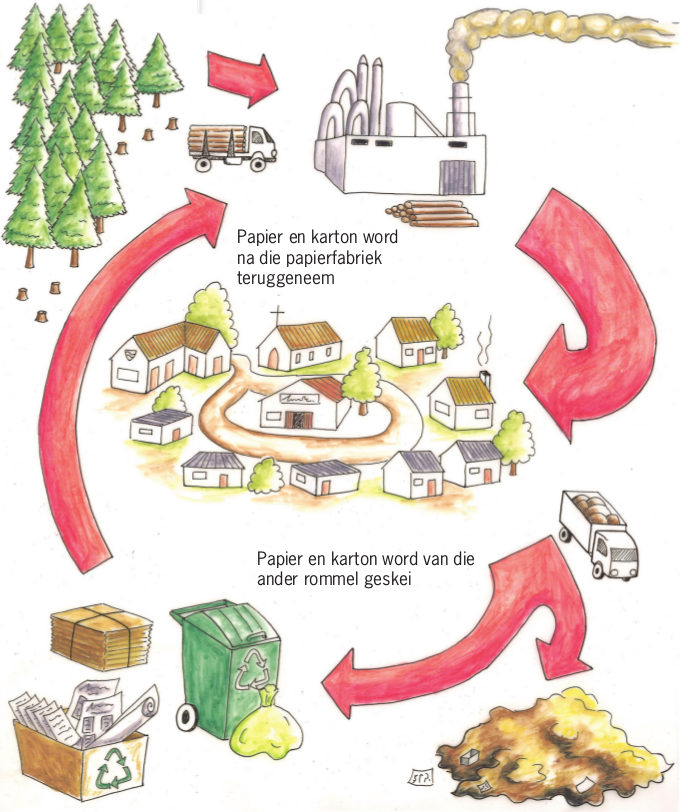 Papier en karton word
na die papierfabriek
teruggeneem
Papier en karton word van die
ander rommel geskei